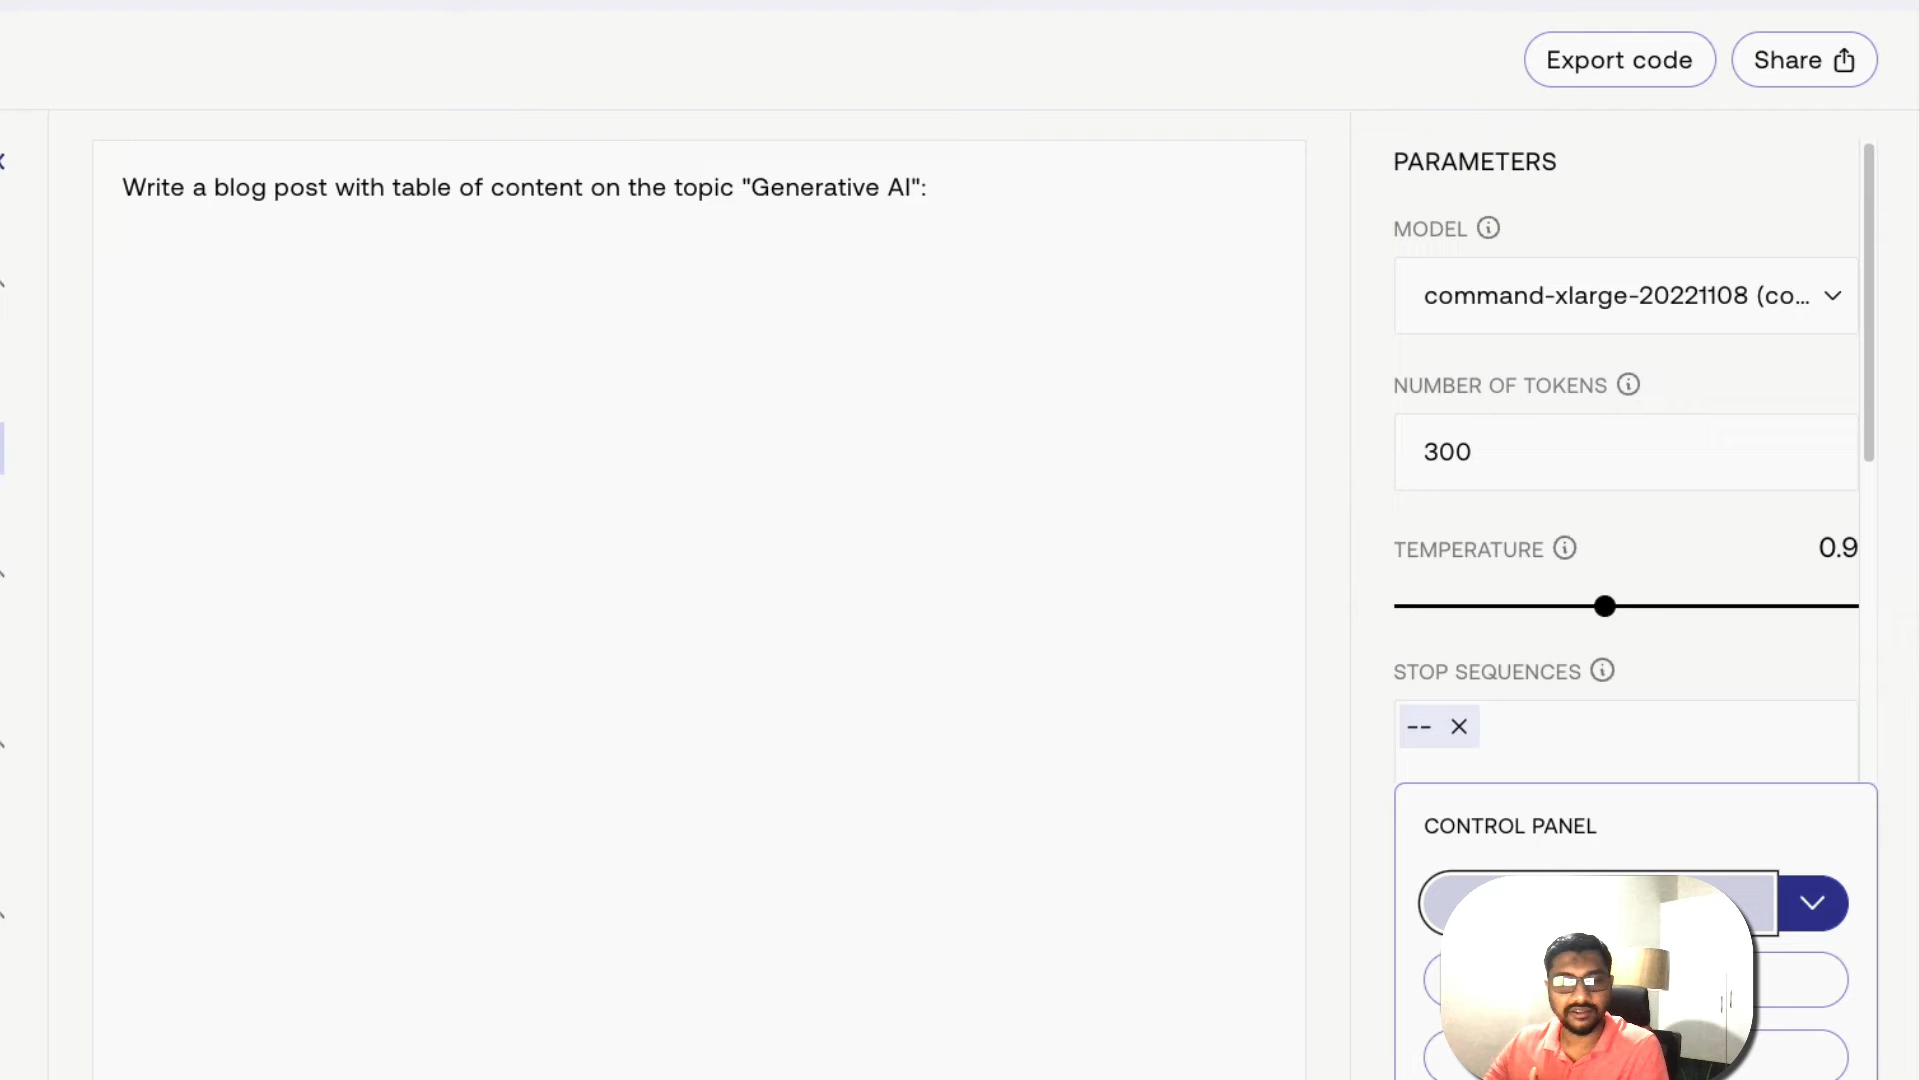 Export code
Share
Write a blog post with table of content on the topic "Generative AI":
PARAMETERS
MODEL
command-xlarge-20221108 (co...
NUMBER OF TOKENS
300
TEMPERATURE
0.9
STOP SEQUENCES
--
CONTROL PANEL